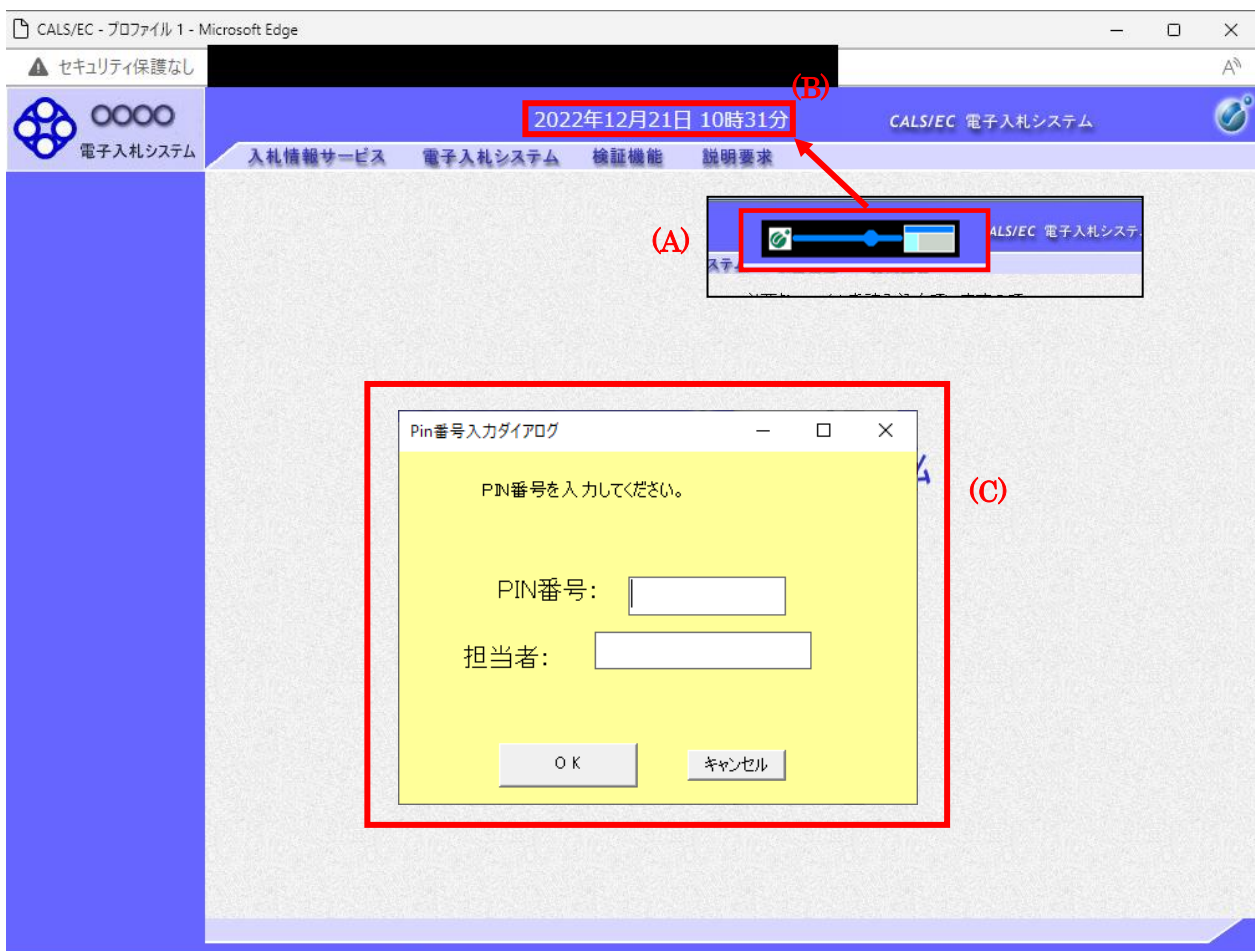 CALS/EC - プロファイル 1 - Microsoft Edge
セキュリティ保護なし
(B)
〇〇〇〇
電子入札システム
2022年12月21日 10時31分
CALS/EC 電子入札システム
入札情報サービス 電子入札システム 検証機能 説明要求
(A)
ALS/EC 電子入札システ
ステ
Pin番号入力ダイアログ
PIN番号を入力してください。
ム
(C)
PIN番号:
担当者:
OK
キャンセル